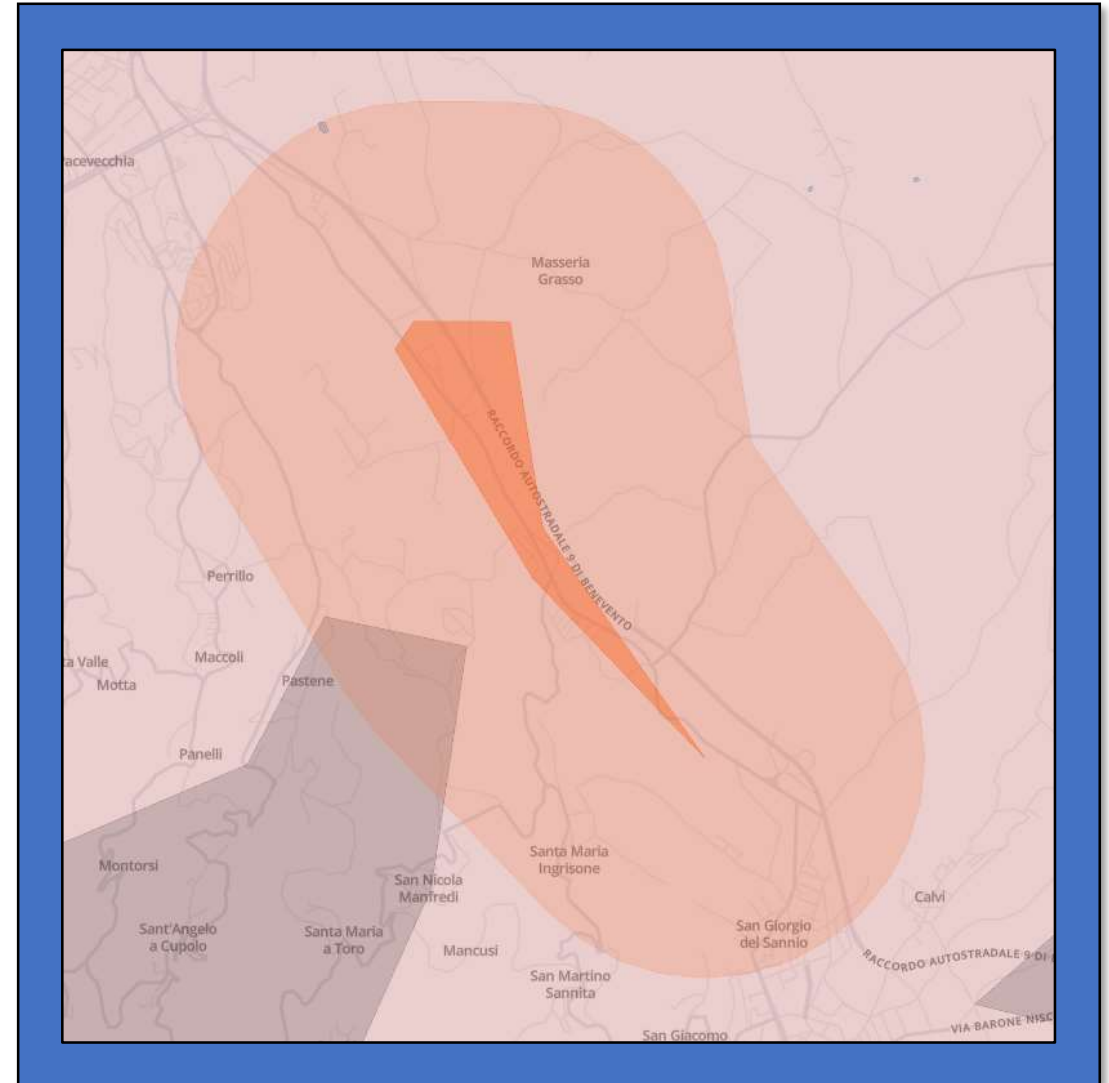 acevecchia
Masseria
Grasso
RACCORDO AUTOSTRADALE 9 DI BENEVENTO
Perrillo
ta Valle
Maccoli
Motta
Pastene
Panelli
Montorsi
Santa Maria
Ingrisone
San Nicola
Manfredi
Calvi
Sant'Angelo
a Cupolo
Santa Maria
a Toro
Mancusi
San Giorgio
del Sannio
RACCORDO AUTOSTRADALE 9 DI
San Martino
Sannita
San Giacomo
VIA BARONE NISC